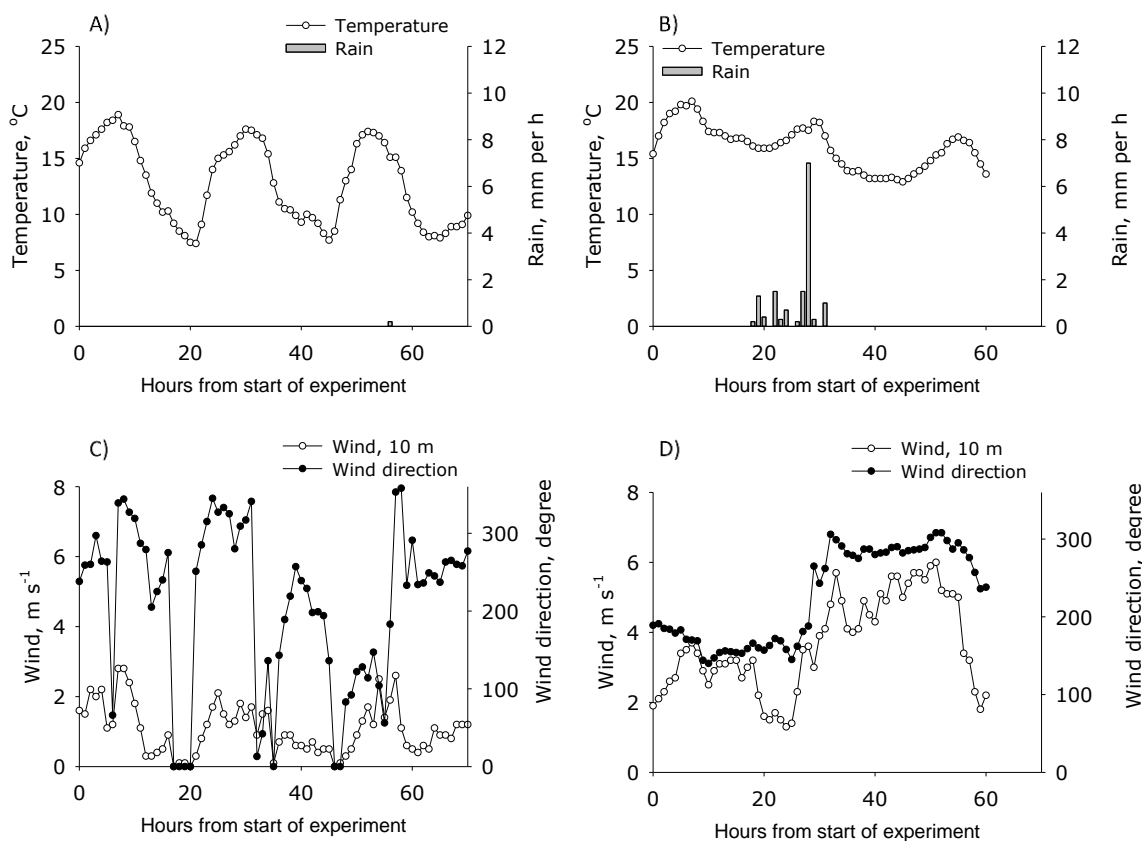 A)
Temperature
Rain
25
20
15
10
5
0
Temperature, °C
12
10
8
6
4
2
0
Rain, mm per h
0
20
40
60
Hours from start of experiment
B)
Temperature
Rain
25
20
15
10
5
0
Temperature, °C
12
10
8
6
4
2
0
Rain, mm per h
0
20
40
60
Hours from start of experiment
C)
Wind, 10 m
Wind direction
8
6
4
2
0
Wind, m s⁻¹
300
200
100
0
Wind direction, degree
0
20
40
60
Hours from start of experiment
D)
Wind, 10 m
Wind direction
8
6
4
2
0
Wind, m s⁻¹
300
200
100
0
Wind direction, degree
0
20
40
60
Hours from start of experiment